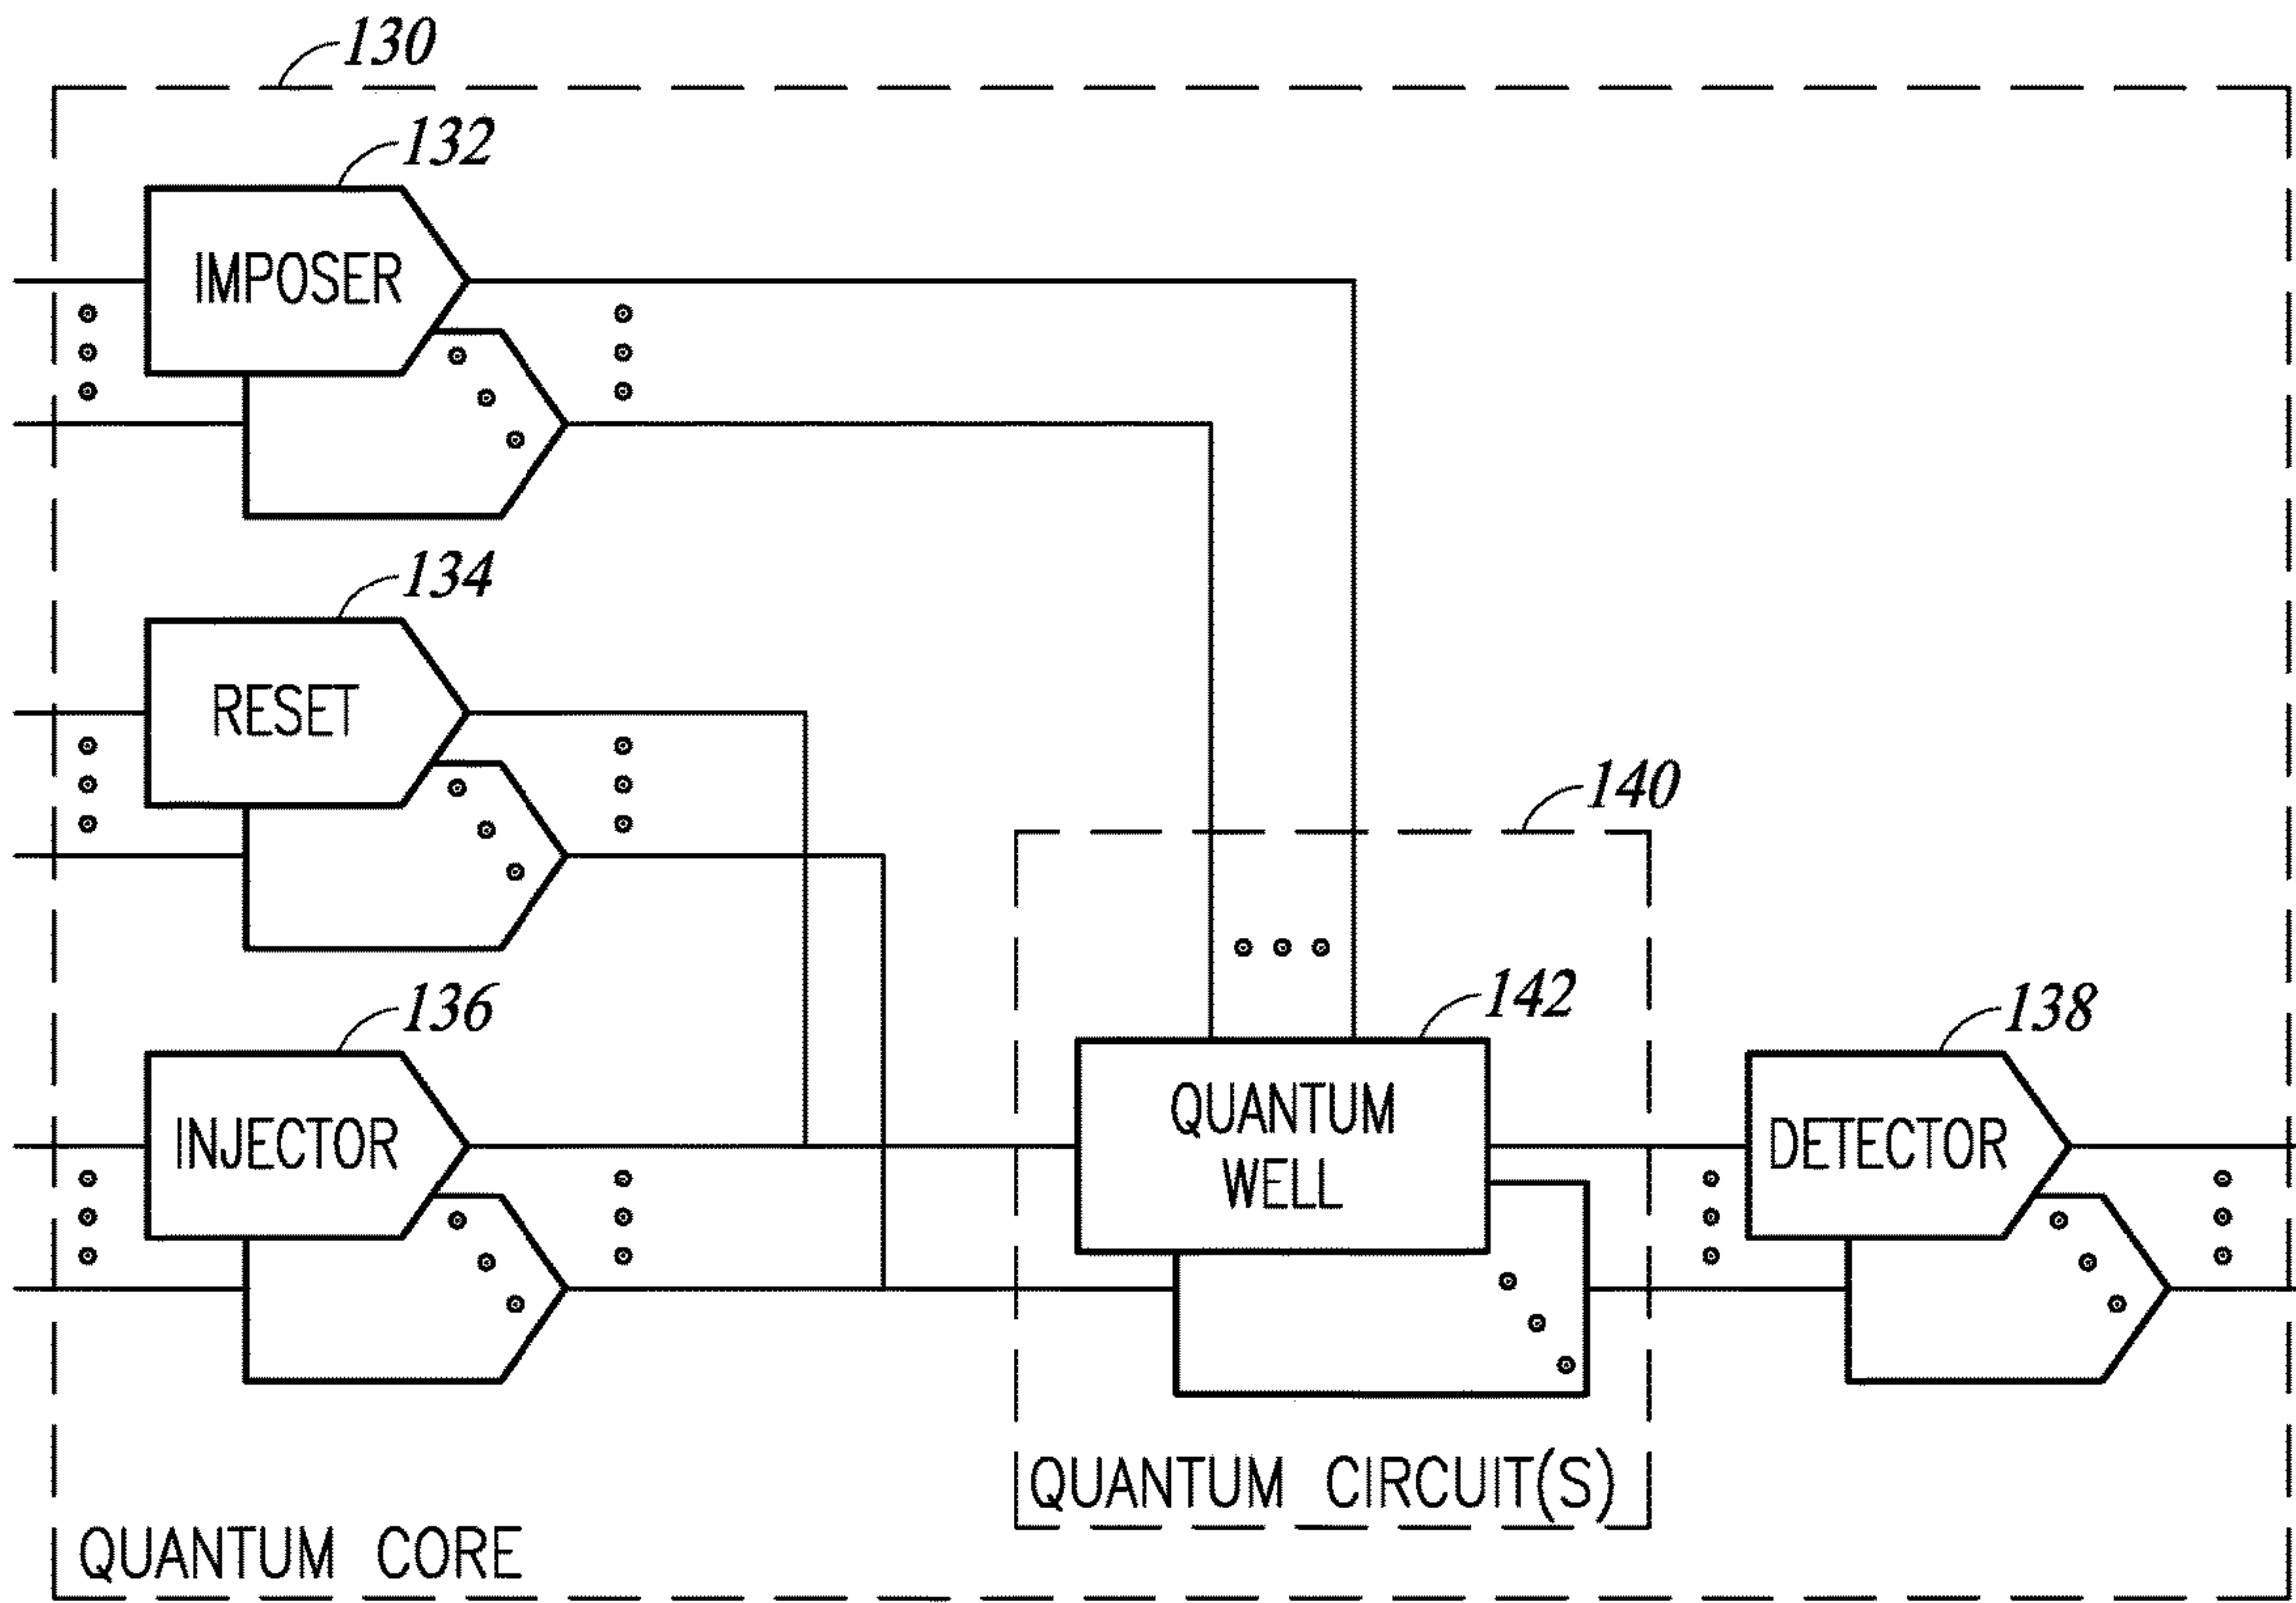 130
132
IMPOSER
134
RESET
140
136
142
138
INJECTOR
QUANTUM
WELL
DETECTOR
QUANTUM CIRCUIT(S)
QUANTUM CORE